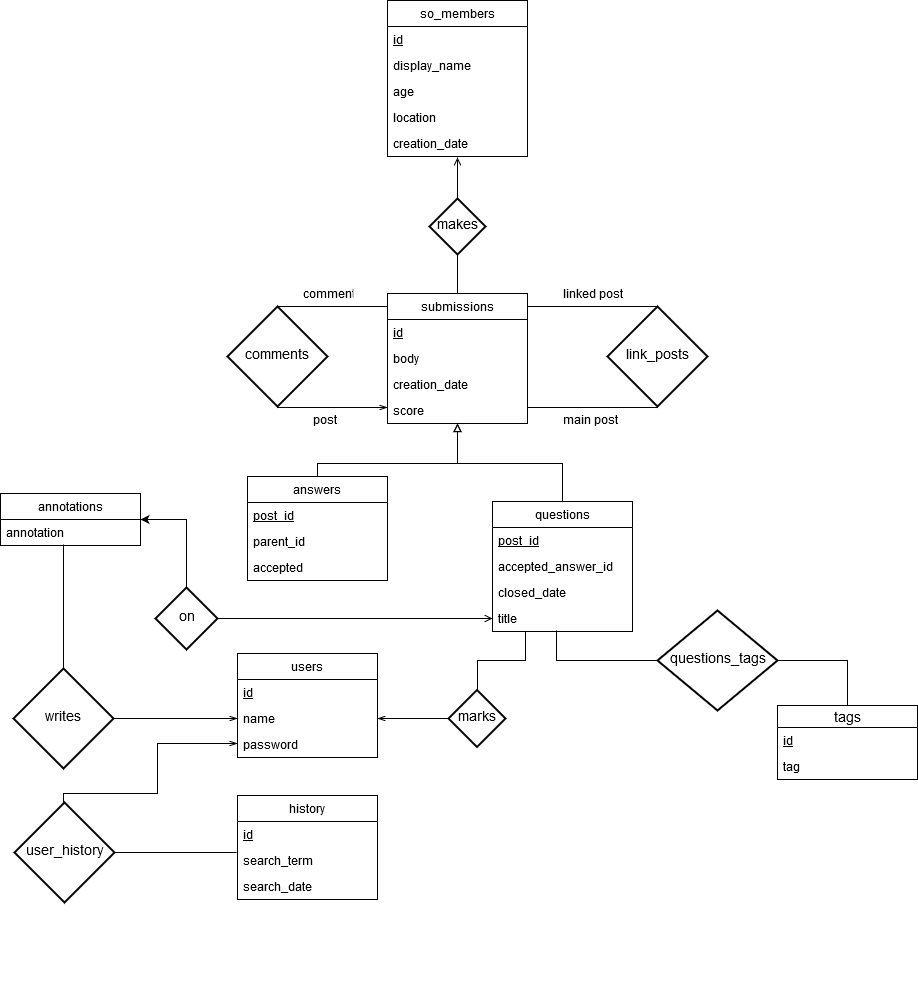 so_members
id
display_name
age
location
creation_date
makes
comment
linked post
submissions
id
body
creation_date
score
comments
link_posts
post
main post
answers
post_id
parent_id
accepted
annotations
annotation
questions
post_id
accepted_answer_id
closed_date
title
on
users
id
name
password
writes
marks
questions_tags
tags
id
tag
history
id
search_term
search_date
user_history